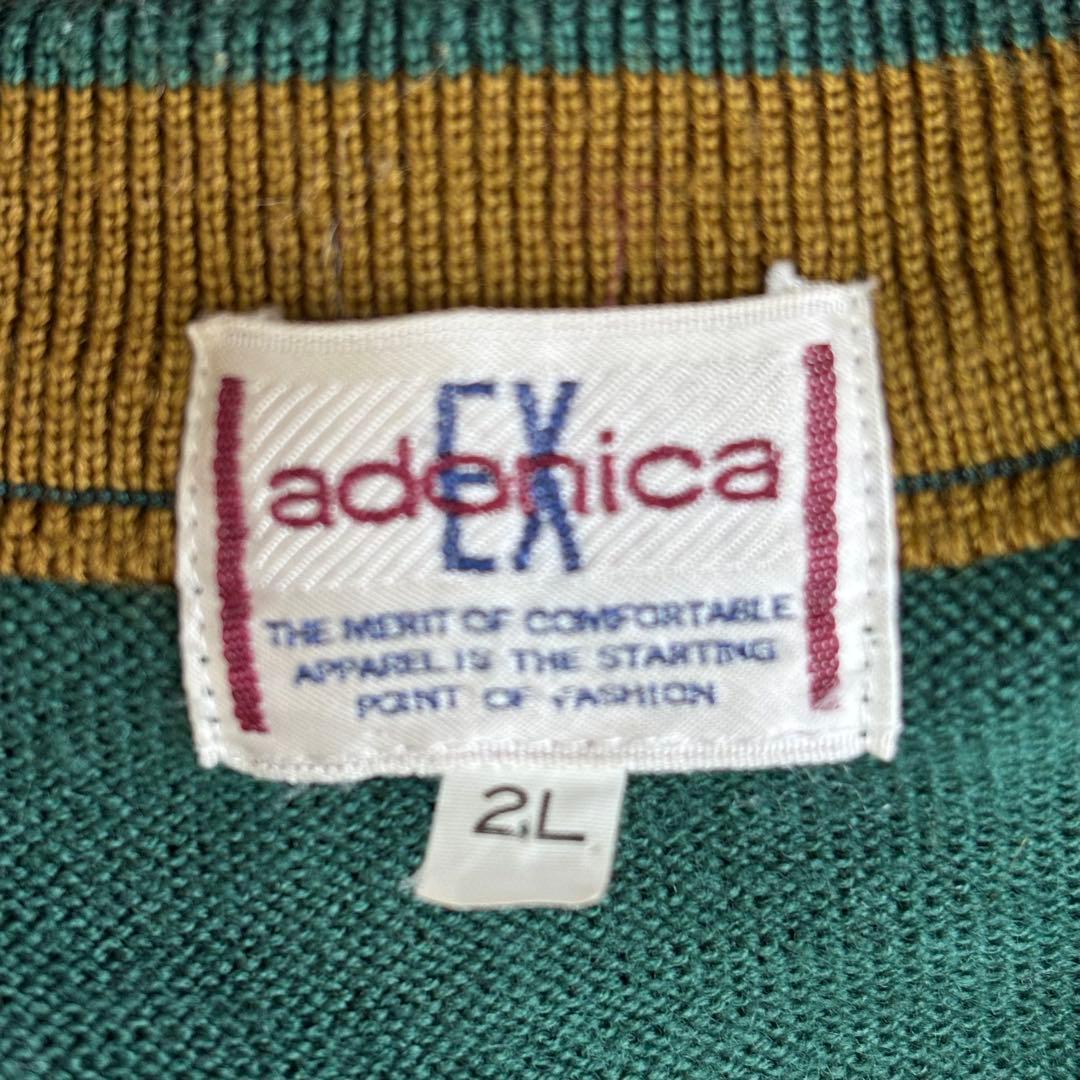 EX
adonica
EX
THE MERIT OF COMFORTABLE
APPAREL IS THE STARTING
POINT OF FASHION
2L